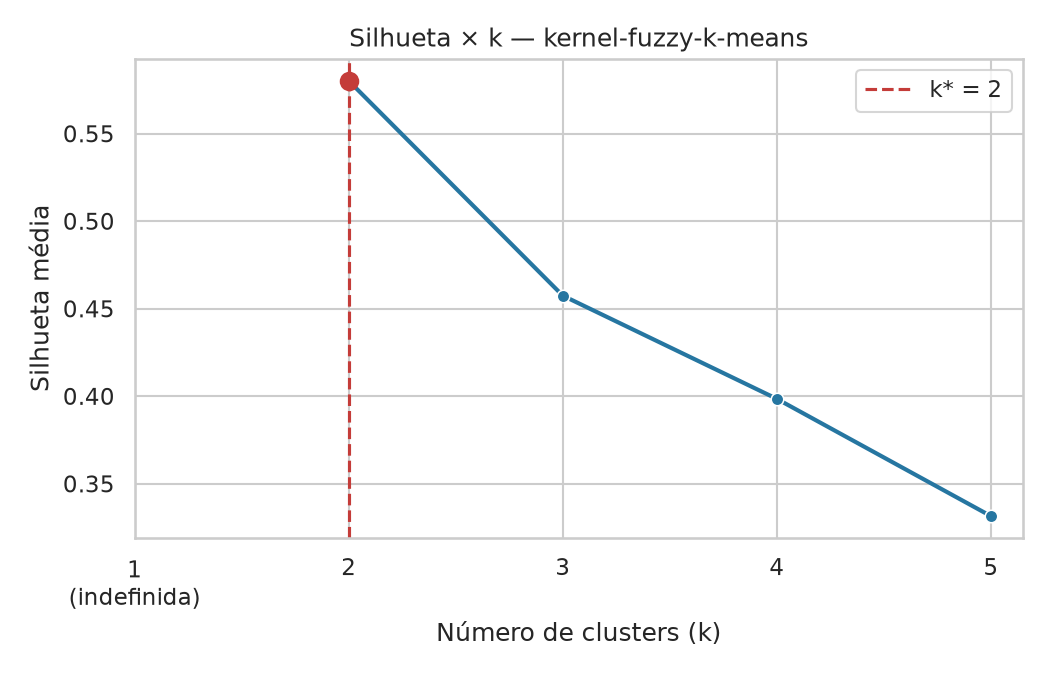 Silhueta × k — kernel-fuzzy-k-means
k* = 2
Silhueta média
0.55
0.50
0.45
0.40
0.35
1
(indefinida)
2
3
4
5
Número de clusters (k)